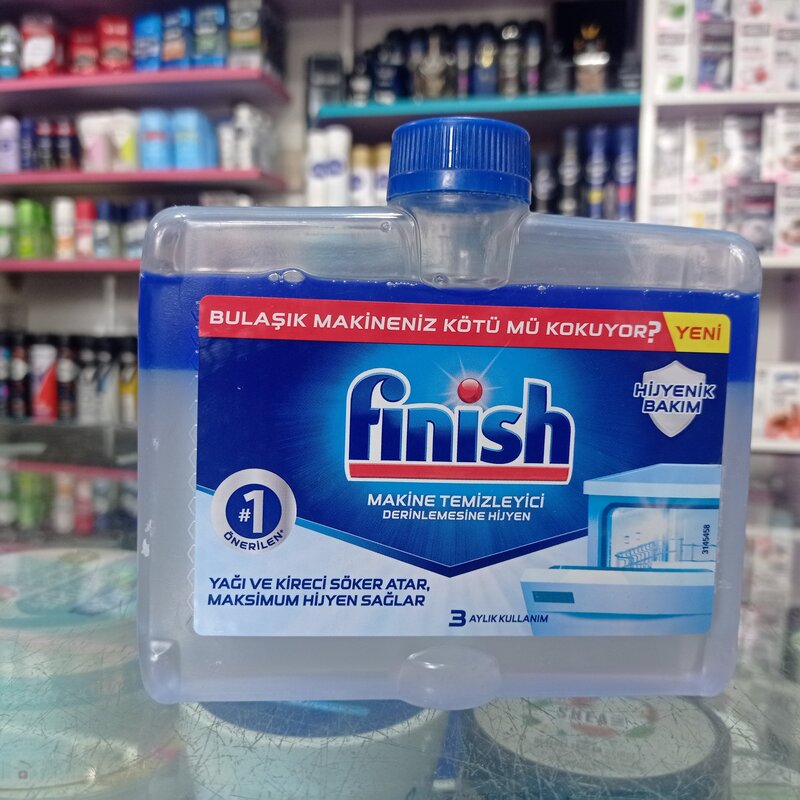 BULAŞIK MAKİNENİZ KÖTÜ MÜ KOKUYOR? YENİ
finish
HİJYENİK
BAKIM
MAKİNE TEMİZLEYİCİ
DERİNLEMESİNE HİJYEN
#1
ÖNERİLEN*
3145458
YAĞI VE KİRECİ SÖKER ATAR,
MAKSİMUM HİJYEN SAĞLAR
3 AYLIK KULLANIM
SHEA